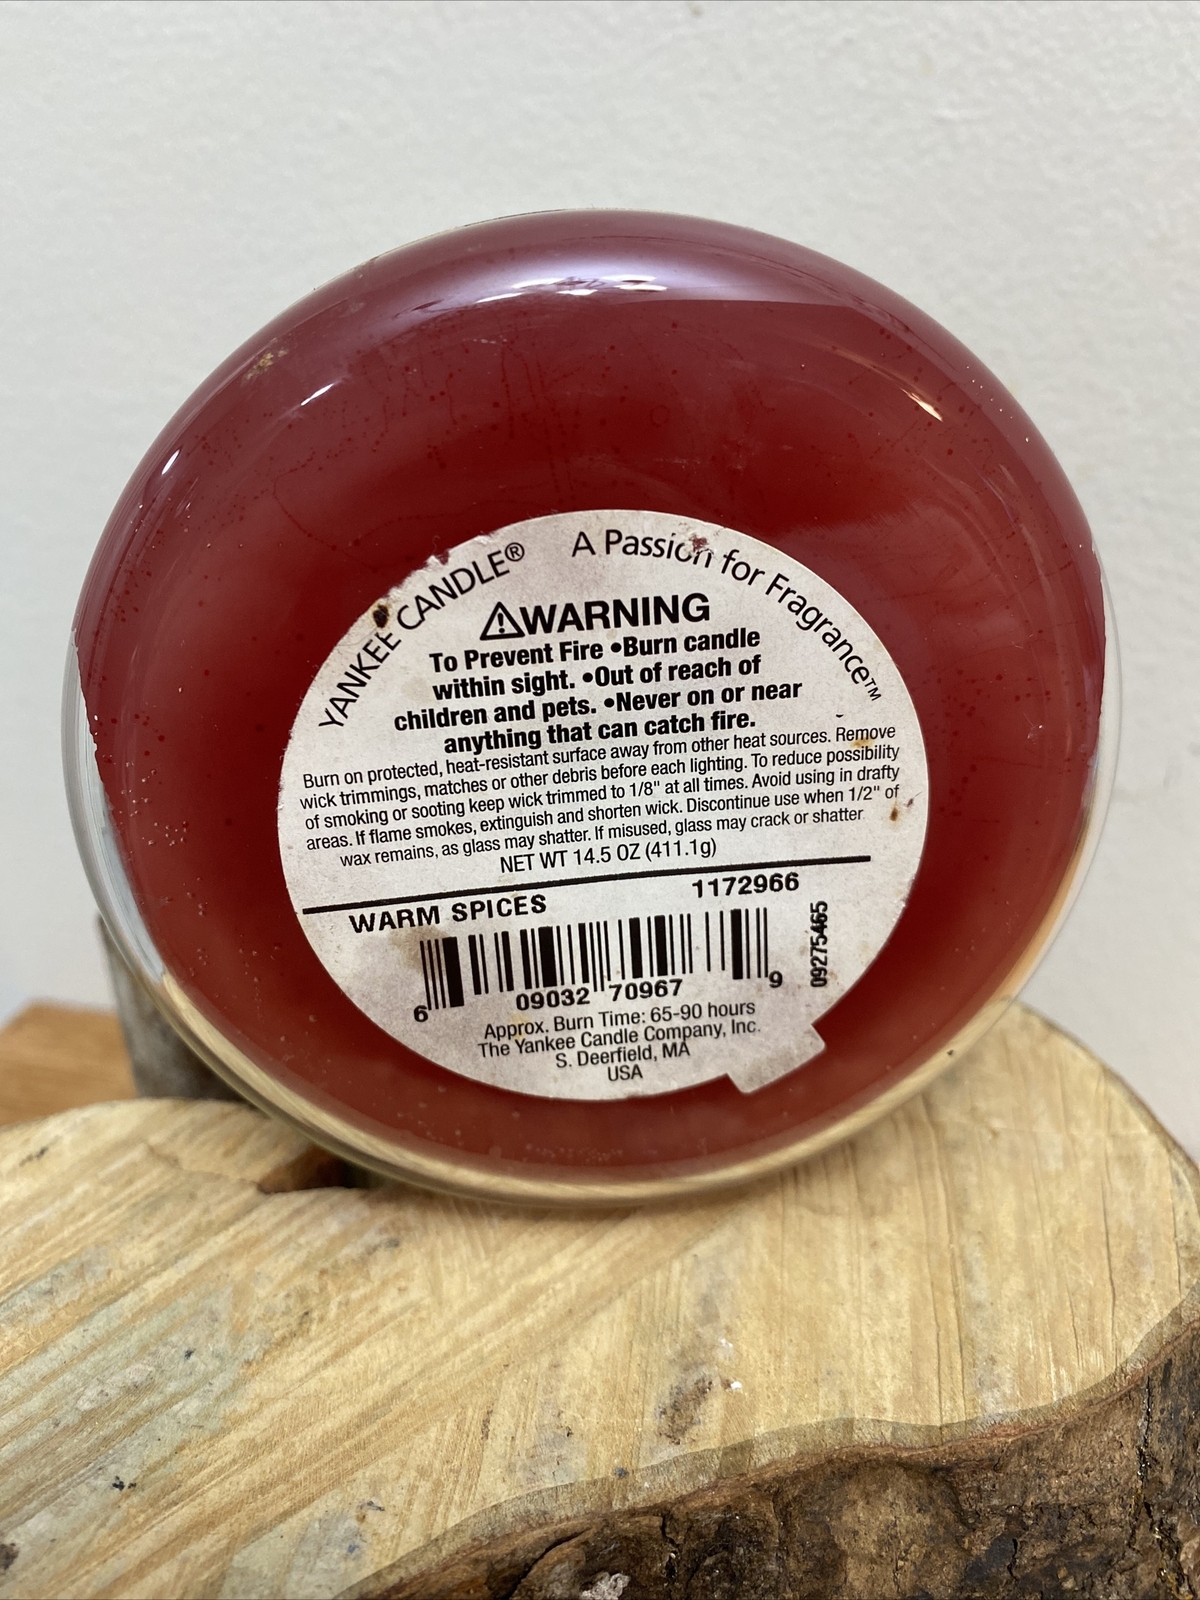 YANKEE CANDLE® A Passion for Fragrance™
⚠WARNING
To Prevent Fire •Burn candle
within sight. •Out of reach of
children and pets. •Never on or near
anything that can catch fire.
Burn on protected, heat-resistant surface away from other heat sources. Remove
wick trimmings, matches or other debris before each lighting. To reduce possibility
of smoking or sooting keep wick trimmed to 1/8" at all times. Avoid using in drafty
areas. If flame smokes, extinguish and shorten wick. Discontinue use when 1/2" of
wax remains, as glass may shatter. If misused, glass may crack or shatter
NET WT 14.5 OZ (411.1g)
WARM SPICES 1172966
6 09032 70967 9
09275465
Approx. Burn Time: 65-90 hours
The Yankee Candle Company, Inc.
S. Deerfield, MA
USA